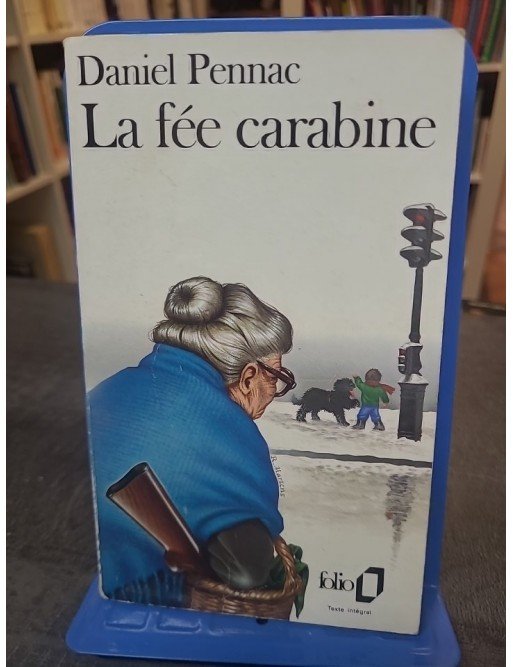 Daniel Pennac
La fée carabine
folio
Texte intégral